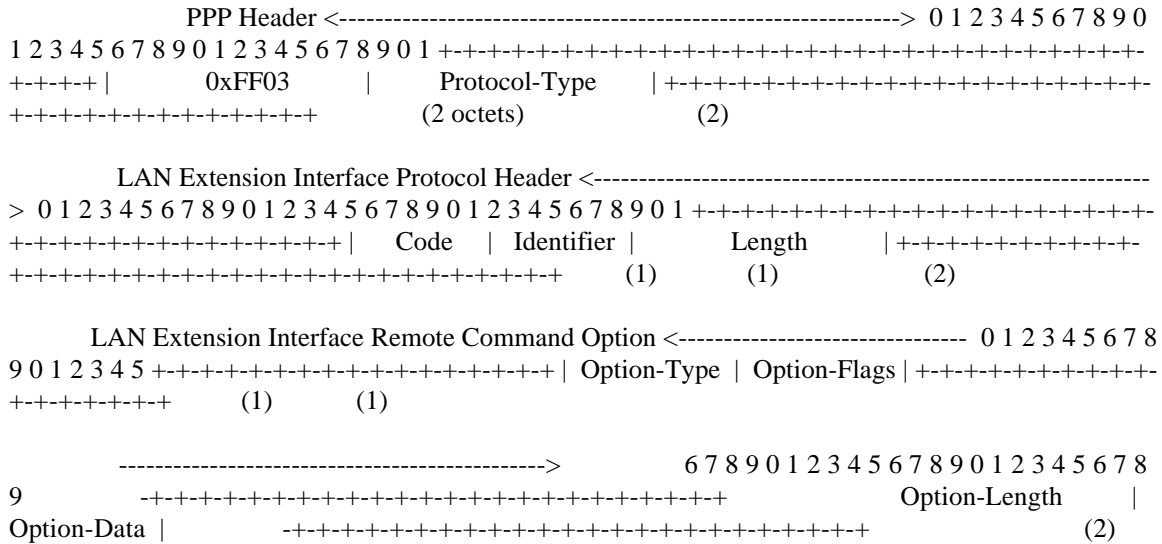 PPP Header <--------------------------------------------------------------> 0 1 2 3 4 5 6 7 8 9 0
1 2 3 4 5 6 7 8 9 0 1 2 3 4 5 6 7 8 9 0 1 +-+-+-+-+-+-+-+-+-+-+-+-+-+-+-+-+-+-+-+-+-+-+-+-+-+-+-+-+-
+-+-+-+ | 0xFF03 | Protocol-Type | +-+-+-+-+-+-+-+-+-+-+-+-+-+-+-+-+-+-+-+-
+-+-+-+-+-+-+-+-+-+-+-+-+ (2 octets) (2)
LAN Extension Interface Protocol Header <--------------------------------------------------------------
> 0 1 2 3 4 5 6 7 8 9 0 1 2 3 4 5 6 7 8 9 0 1 2 3 4 5 6 7 8 9 0 1 +-+-+-+-+-+-+-+-+-+-+-+-+-+-+-+-+-+-+-
+-+-+-+-+-+-+-+-+-+-+-+-+-+ | Code | Identifier | Length | +-+-+-+-+-+-+-+-+-+-
+-+-+-+-+-+-+-+-+-+-+-+-+-+-+-+-+-+-+-+-+-+-+ (1) (1) (2)
LAN Extension Interface Remote Command Option <-------------------------------- 0 1 2 3 4 5 6 7 8
9 0 1 2 3 4 5 +-+-+-+-+-+-+-+-+-+-+-+-+-+-+-+-+ | Option-Type | Option-Flags | +-+-+-+-+-+-+-+-+-+-
+-+-+-+-+-+-+ (1) (1)
-----------------------------------------------> 6 7 8 9 0 1 2 3 4 5 6 7 8 9 0 1 2 3 4 5 6 7 8
9 -+-+-+-+-+-+-+-+-+-+-+-+-+-+-+-+-+-+-+-+-+-+-+-+ Option-Length |
Option-Data | -+-+-+-+-+-+-+-+-+-+-+-+-+-+-+-+-+-+-+-+-+-+-+-+ (2)